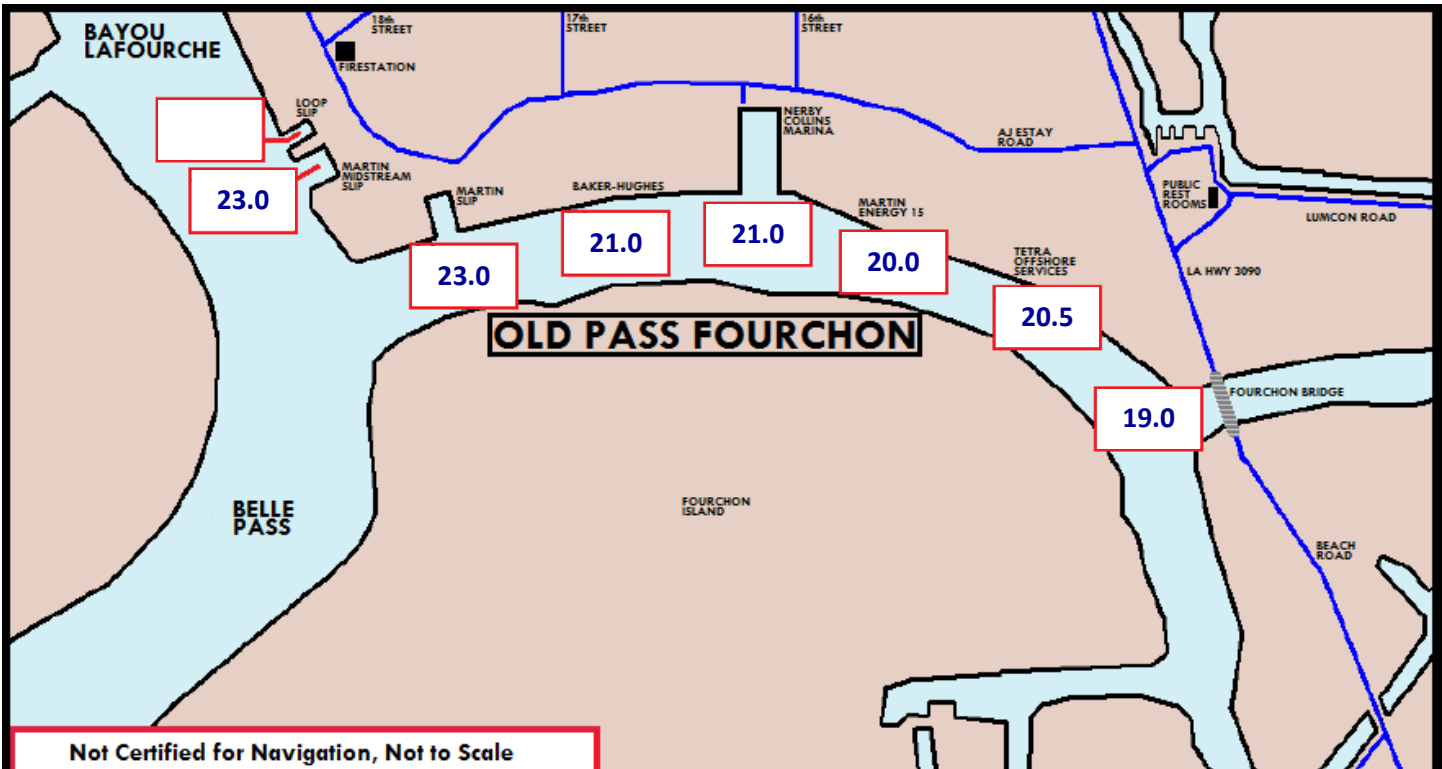 BAYOU
LAFOURCHE
18th
STREET
17th
STREET
16th
STREET
FIRESTATION
LOOP
SLIP
NERBY
COLLINS
MARINA
AJ ESTAY
ROAD
MARTIN
MIDSTREAM
SLIP
23.0
MARTIN
SLIP
BAKER-HUGHES
MARTIN
ENERGY 15
PUBLIC
REST
ROOMS
LUMCON ROAD
23.0
21.0
21.0
20.0
TETRA
OFFSHORE
SERVICES
LA HWY 3090
20.5
OLD PASS FOURCHON
19.0
FOURCHON BRIDGE
BELLE
PASS
FOURCHON
ISLAND
BEACH
ROAD
Not Certified for Navigation, Not to Scale